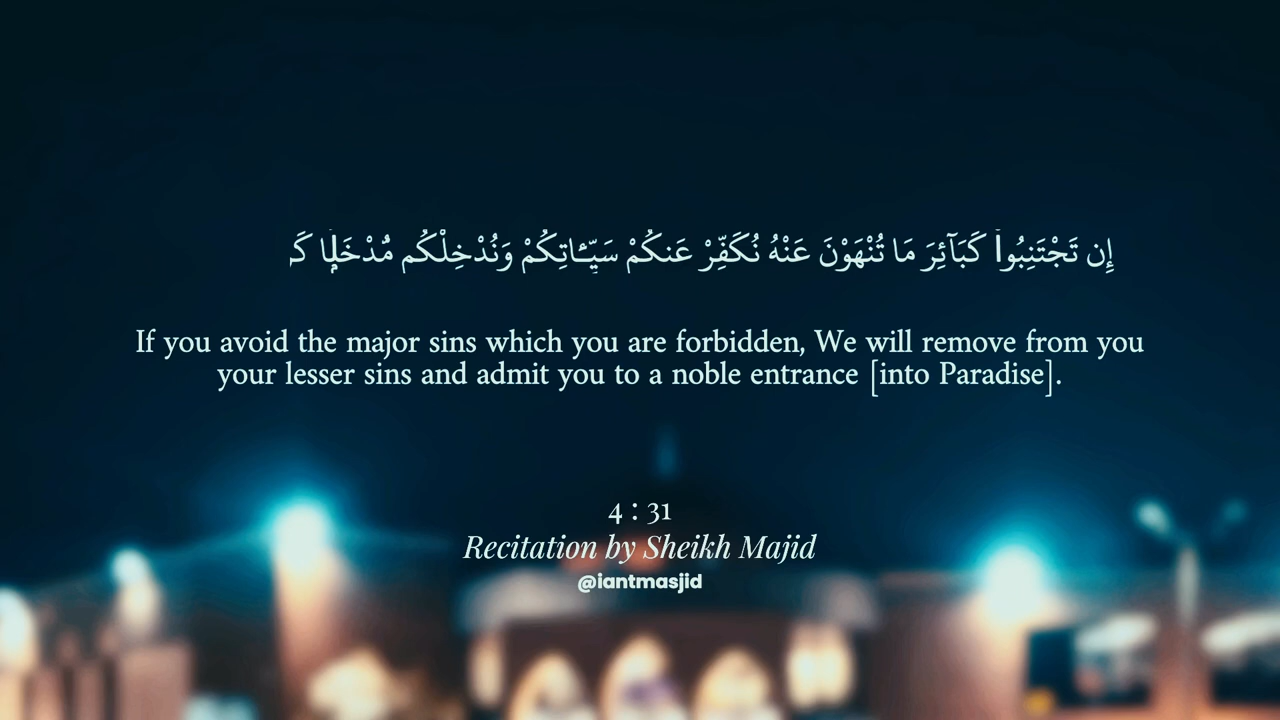 إِن تَجْتَنِبُوا۟ كَبَآئِرَ مَا تُنْهَوْنَ عَنْهُ نُكَفِّرْ عَنكُمْ سَيِّـَٔاتِكُمْ وَنُدْخِلْكُم مُّدْخَلًۭا كَ
If you avoid the major sins which you are forbidden, We will remove from you
your lesser sins and admit you to a noble entrance [into Paradise].
4 : 31
Recitation by Sheikh Majid
@iantmasjid